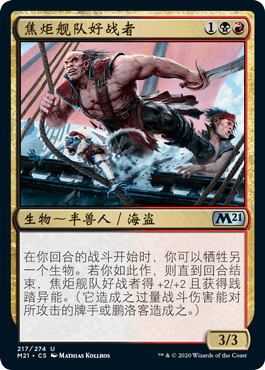 焦炬舰队好战者 1
生物～半兽人／海盗 M21
在你回合的战斗开始时，你可以牺牲另
一个生物。若你如此作，则直到回合结
束，焦炬舰队好战者得+2/+2且获得践
踏异能。（它造成之过量战斗伤害能对
所攻击的牌手或鹏洛客造成之。）
3/3
217/274 U
M21 • CS MATHIAS KOLLROS ™ & © 2020 Wizards of the Coast